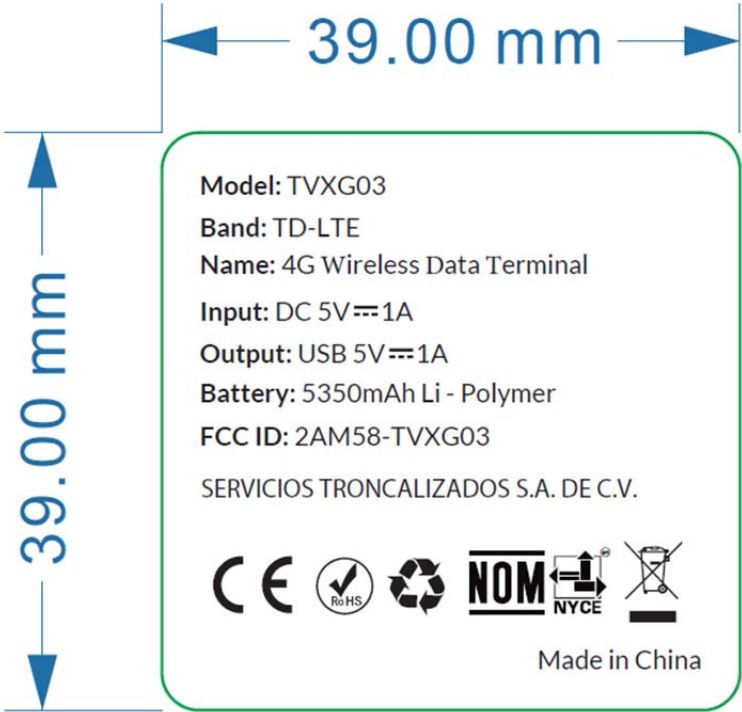 39.00 mm
39.00 mm
Model: TVXG03
Band: TD-LTE
Name: 4G Wireless Data Terminal
Input: DC 5V⎓1A
Output: USB 5V⎓1A
Battery: 5350mAh Li - Polymer
FCC ID: 2AM58-TVXG03
SERVICIOS TRONCALIZADOS S.A. DE C.V.
CE RoHS NOM NYCE
Made in China